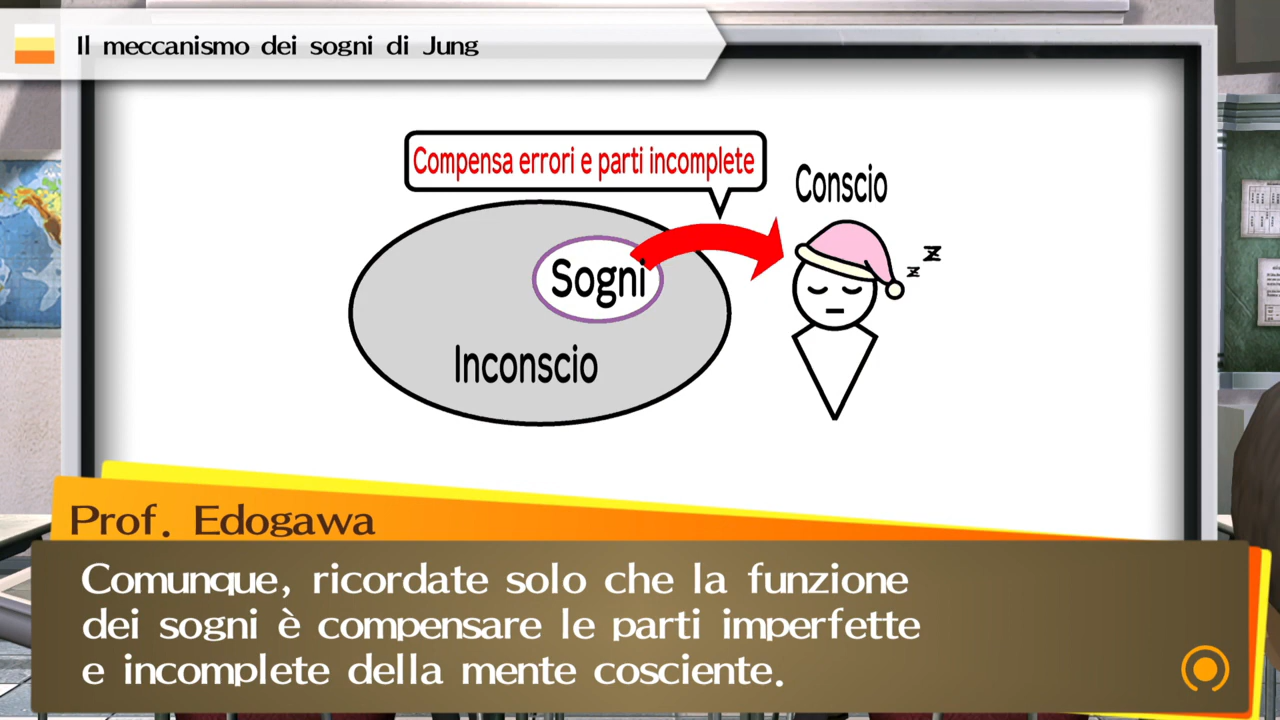 Il meccanismo dei sogni di Jung
Compensa errori e parti incomplete
Conscio
z
z
Sogni
Inconscio
Prof. Edogawa
Comunque, ricordate solo che la funzione
dei sogni è compensare le parti imperfette
e incomplete della mente cosciente.